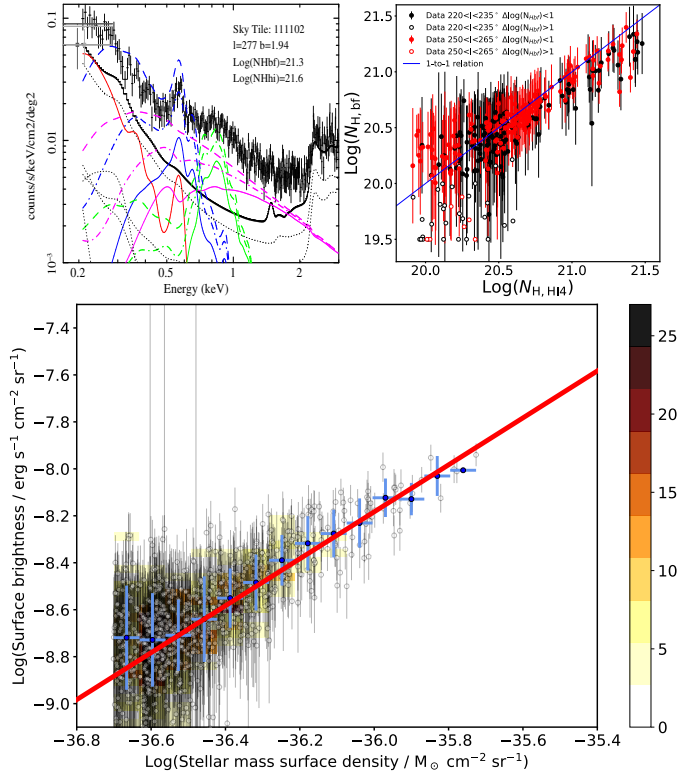 Sky Tile: 111102
l=277 b=1.94
Log(NHbf)=21.3
Log(NHhi)=21.6
counts/s/keV/cm2/deg2
0.1
0.01
10⁻³
0.2 0.5 1 2
Energy (keV)
Data 220<l<235° Δlog(N_Hbf)<1
Data 220<l<235° Δlog(N_Hbf)>1
Data 250<l<265° Δlog(N_Hbf)<1
Data 250<l<265° Δlog(N_Hbf)>1
1-to-1 relation
Log(N_H, bf)
21.5
21.0
20.5
20.0
19.5
20.0 20.5 21.0 21.5
Log(N_H, HI4)
Log(Surface brightness / erg s⁻¹ cm⁻² sr⁻¹)
−7.4
−7.6
−7.8
−8.0
−8.2
−8.4
−8.6
−8.8
−9.0
−36.8 −36.6 −36.4 −36.2 −36.0 −35.8 −35.6 −35.4
Log(Stellar mass surface density / M⊙ cm⁻² sr⁻¹)
25
20
15
10
5
0